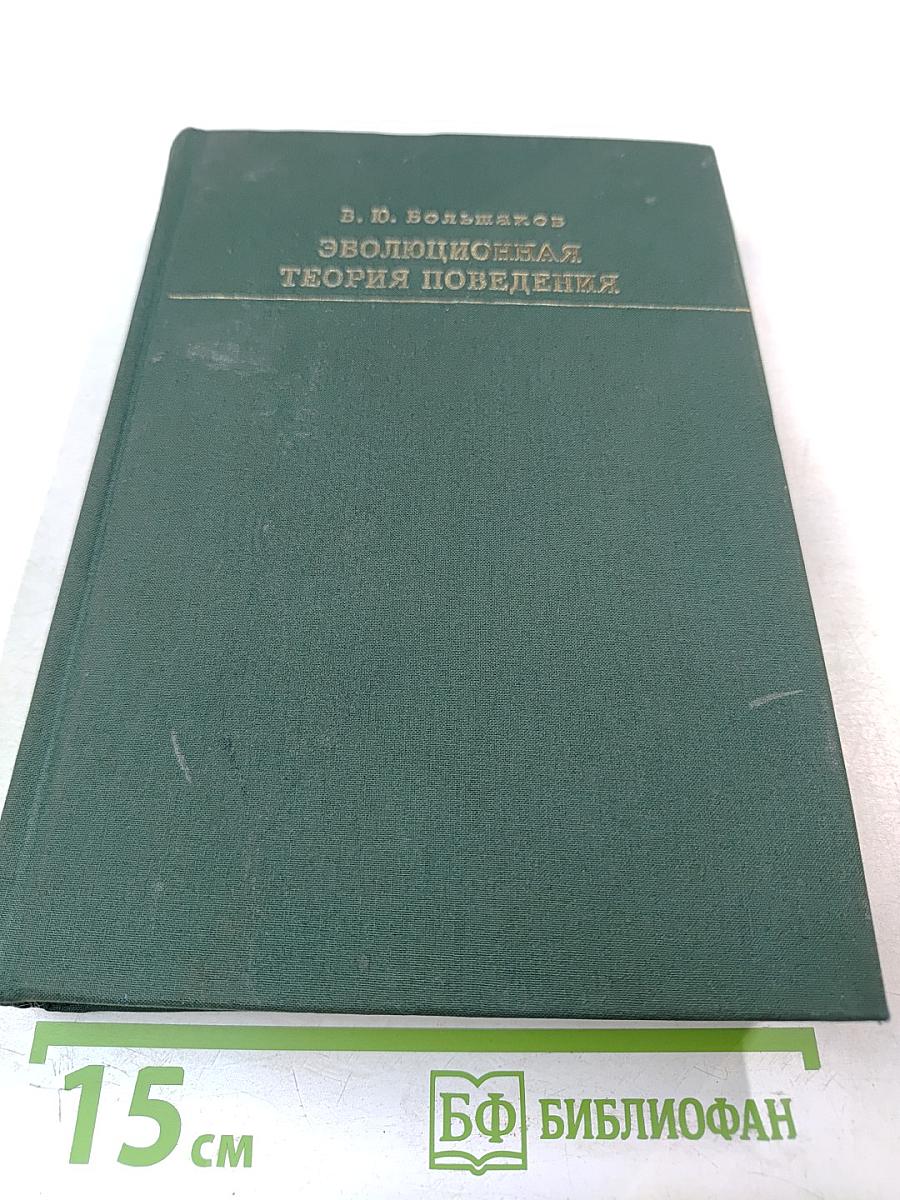 В. Ю. Большаков
ЭВОЛЮЦИОННАЯ
ТЕОРИЯ ПОВЕДЕНИЯ
15 см
БФ БИБЛИОФАН